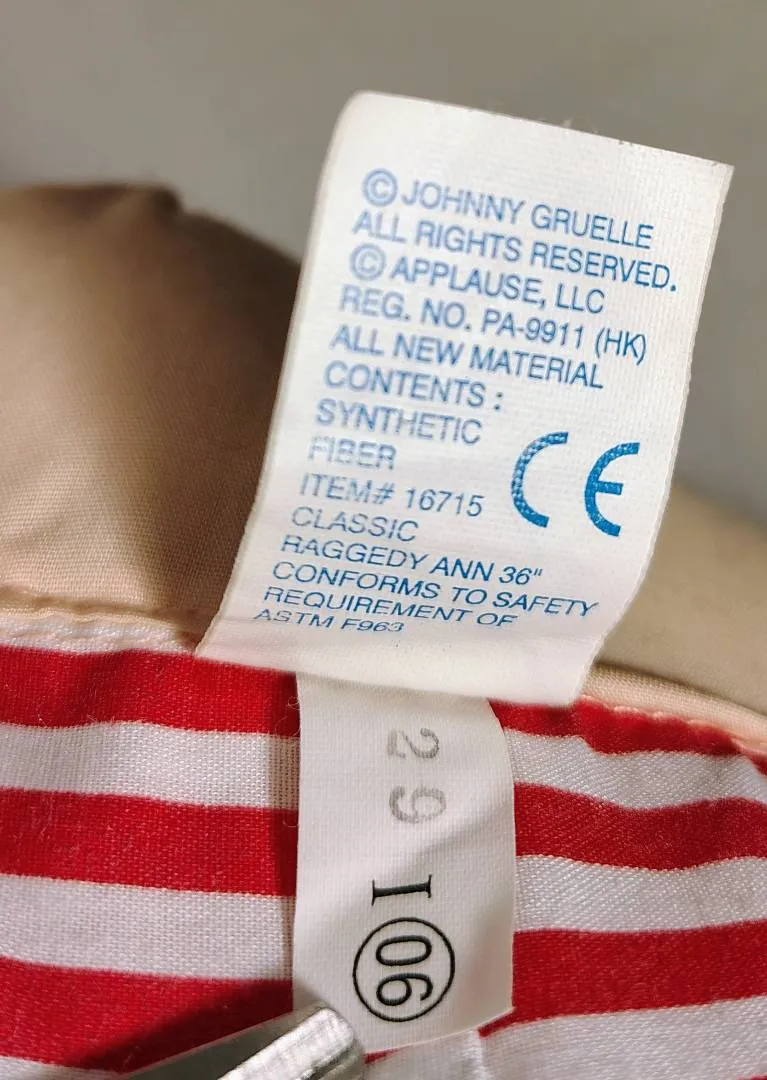 © JOHNNY GRUELLE
ALL RIGHTS RESERVED.
© APPLAUSE, LLC
REG. NO. PA-9911 (HK)
ALL NEW MATERIAL
CONTENTS :
SYNTHETIC
FIBER
ITEM# 16715
CLASSIC
RAGGEDY ANN 36"
CONFORMS TO SAFETY
REQUIREMENT OF
ASTM F963
CE
29 I 06